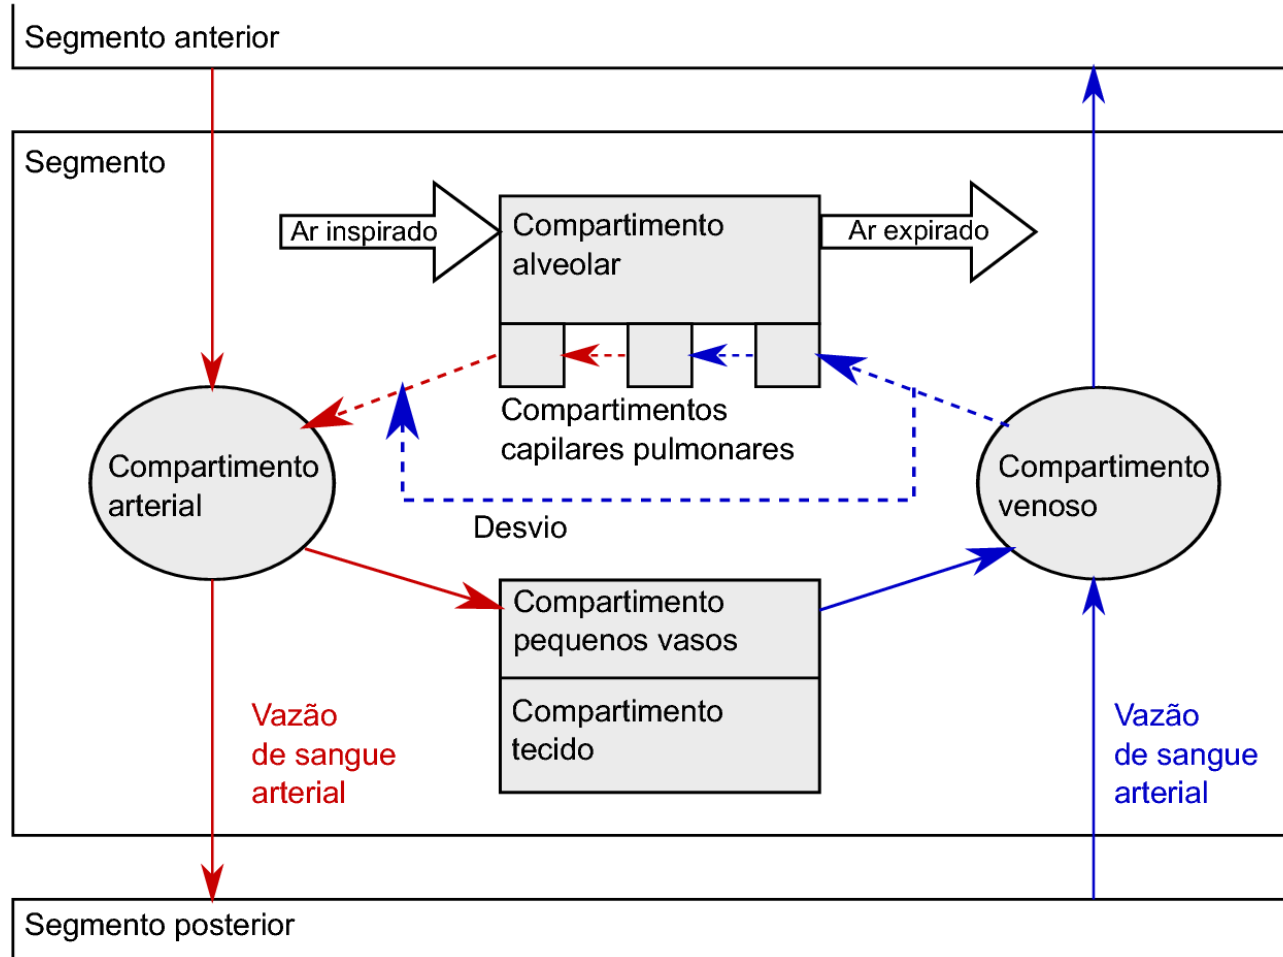 Segmento anterior
Segmento
Ar inspirado
Compartimento
alveolar
Ar expirado
Compartimentos
capilares pulmonares
Compartimento
arterial
Compartimento
venoso
Desvio
Compartimento
pequenos vasos
Compartimento
tecido
Vazão
de sangue
arterial
Vazão
de sangue
arterial
Segmento posterior